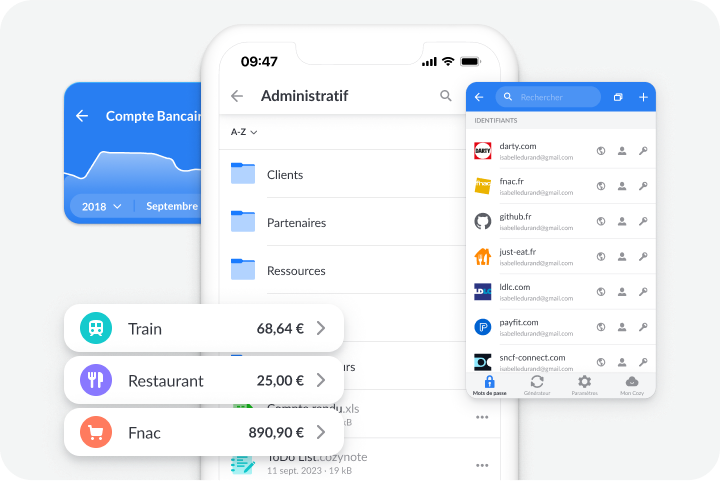 09:47
Administratif
A-Z
Clients
Partenaires
Ressources
urs
Compte rendu.xls
kB
ToDo List.cozynote
11 sept. 2023 · 19 kB
Compte Bancair
2018
Septembre
Train 68,64 €
Restaurant 25,00 €
Fnac 890,90 €
Rechercher
IDENTIFIANTS
DARTY
darty.com
isabelledurand@gmail.com
fnac.fr
isabelledurand@gmail.com
github.fr
isabelledurand@gmail.com
just-eat.fr
isabelledurand@gmail.com
LDLC
ldlc.com
isabelledurand@gmail.com
payfit.com
isabelledurand@gmail.com
sncf-connect.com
isabelledurand@gmail.com
Mots de passe
Générateur
Paramètres
Mon Cozy